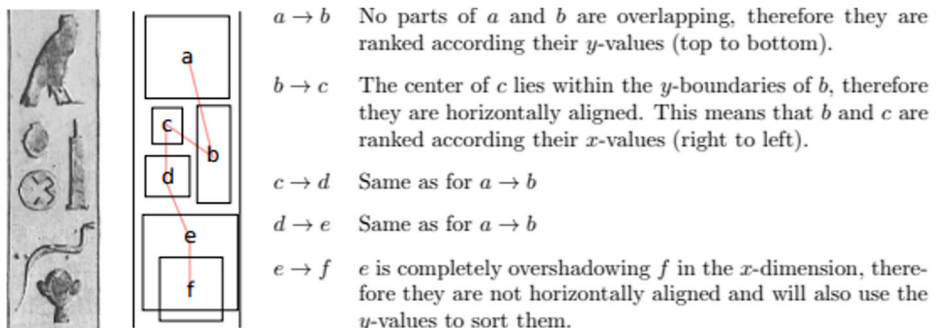 a → b No parts of a and b are overlapping, therefore they are
ranked according their y-values (top to bottom).
b → c The center of c lies within the y-boundaries of b, therefore
they are horizontally aligned. This means that b and c are
ranked according their x-values (right to left).
c → d Same as for a → b
d → e Same as for a → b
e → f e is completely overshadowing f in the x-dimension, there-
fore they are not horizontally aligned and will also use the
y-values to sort them.
a
c
b
d
e
f